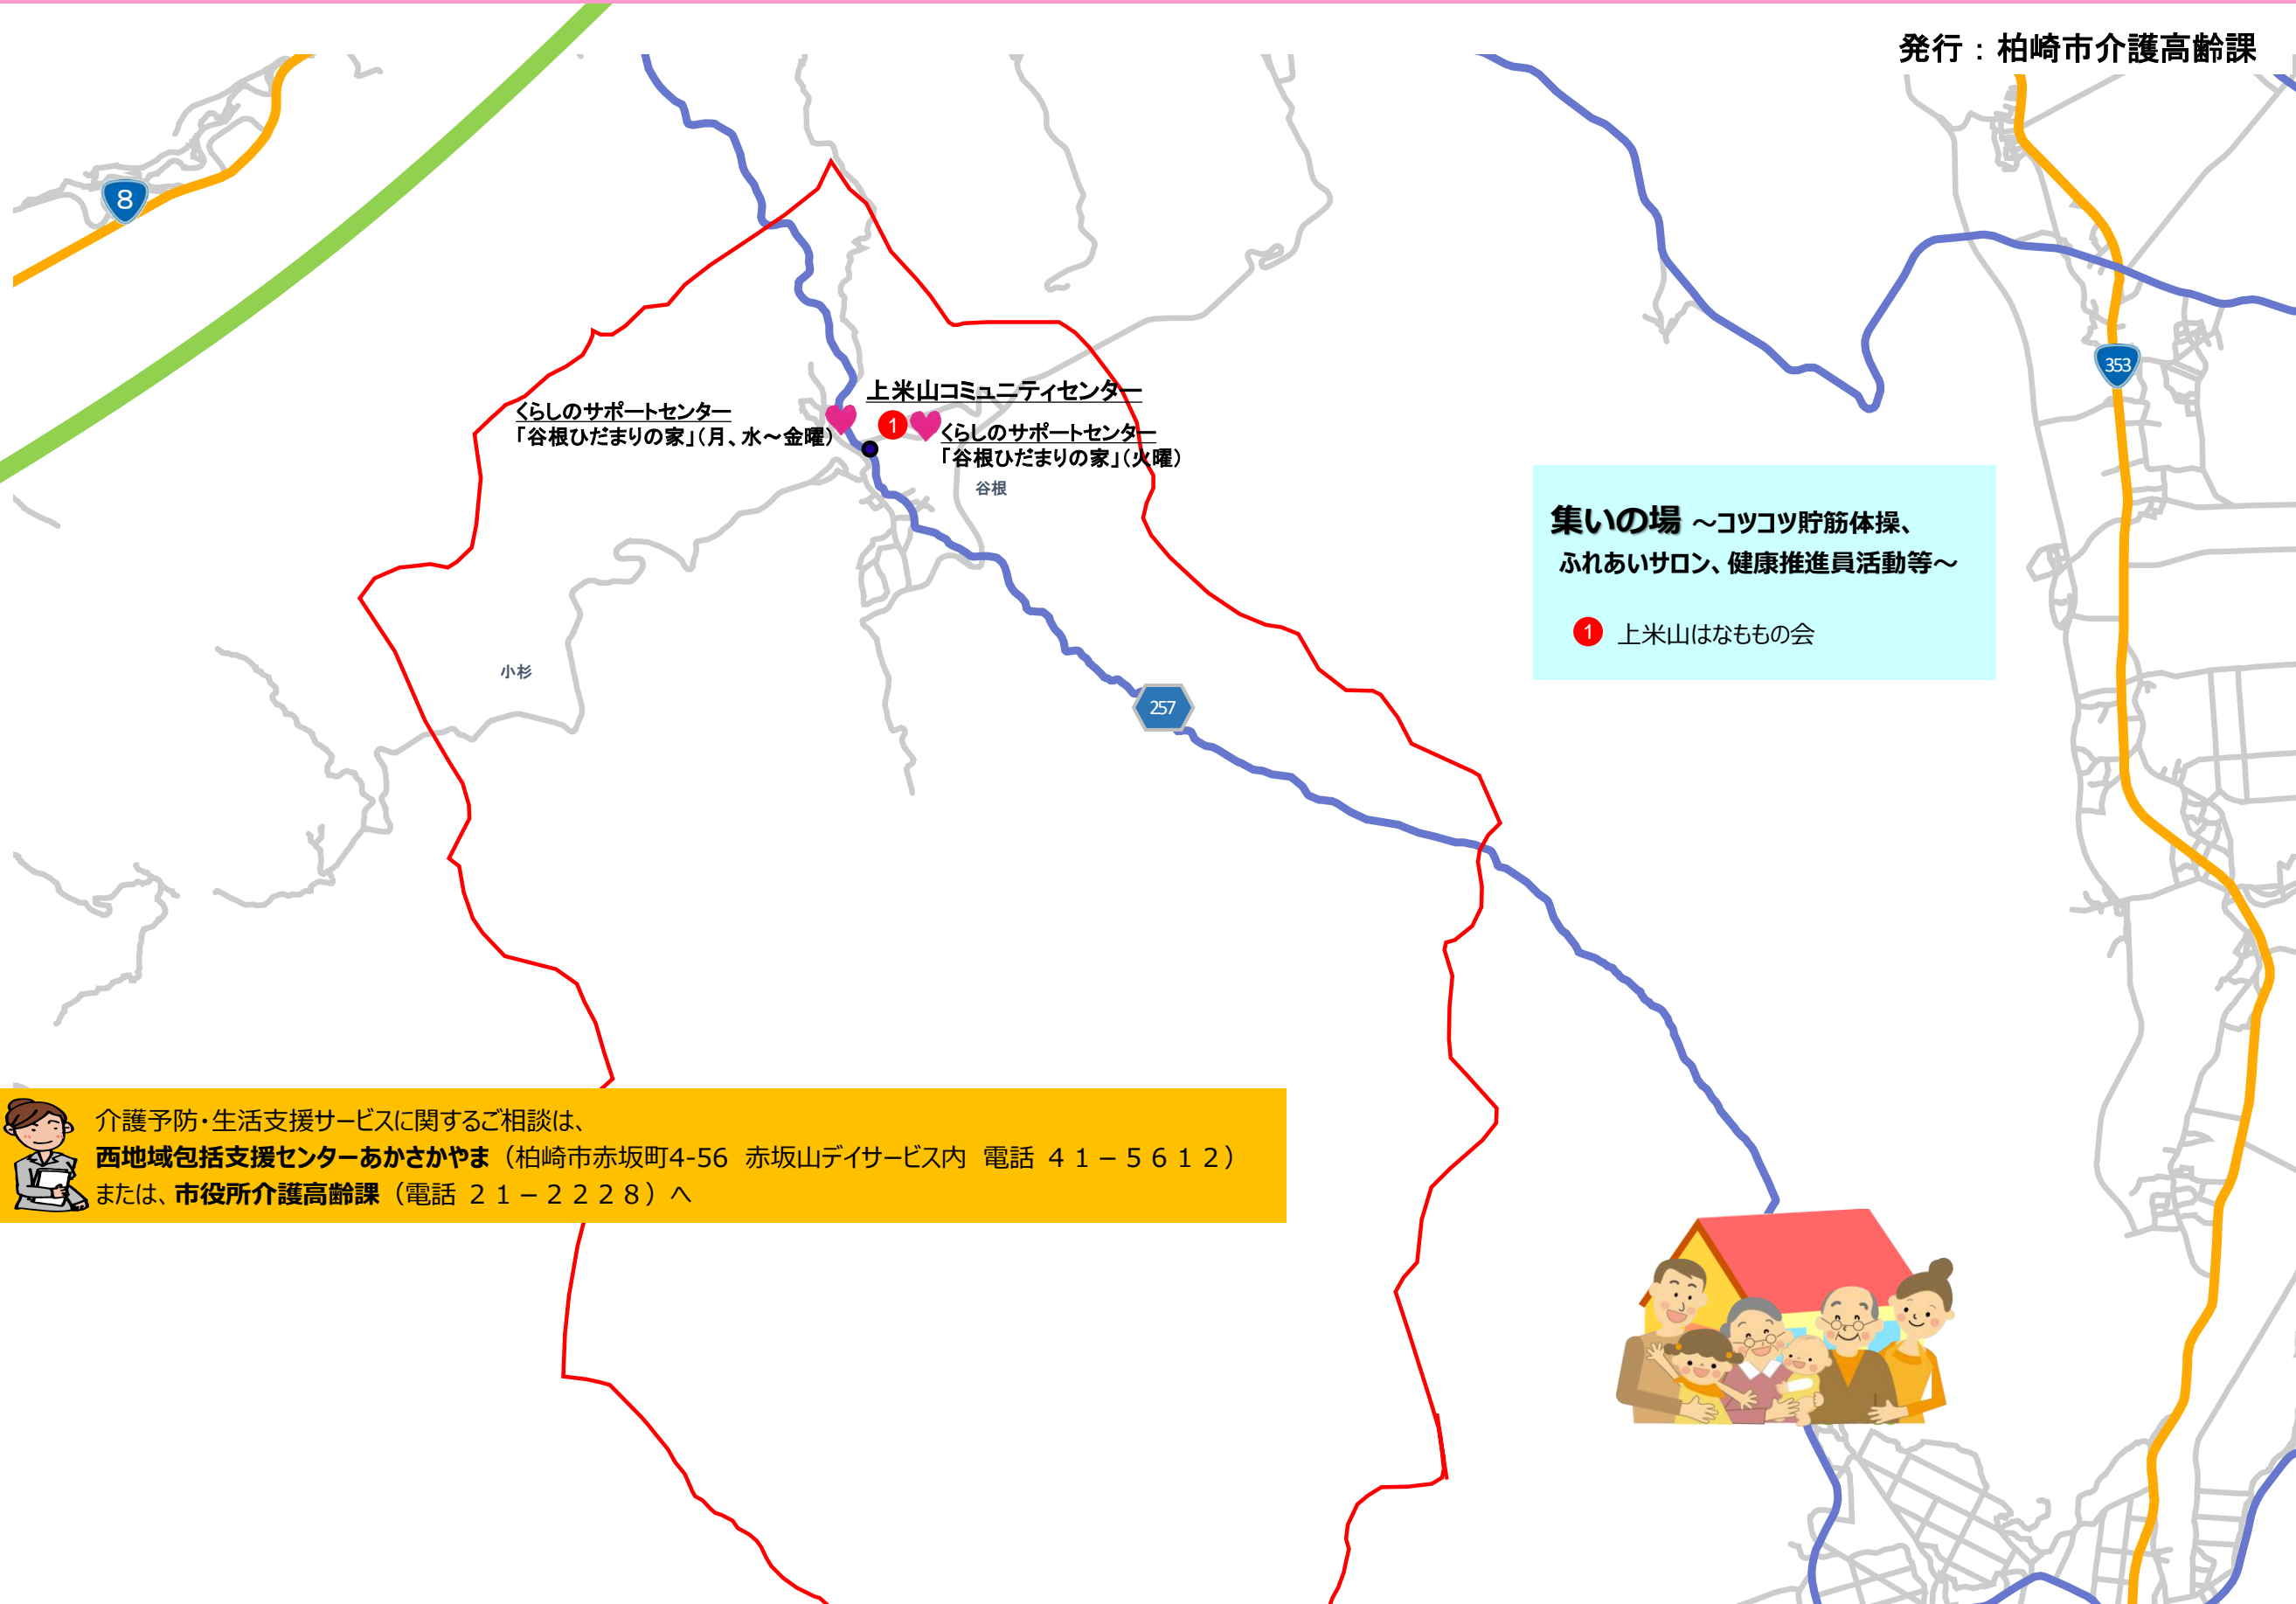 発行：柏崎市介護高齢課
8
353
上米山コミュニティセンター
くらしのサポートセンター
「谷根ひだまりの家」（月、水～金曜）
1
くらしのサポートセンター
「谷根ひだまりの家」（火曜）
谷根
集いの場 ～コツコツ貯筋体操、
ふれあいサロン、健康推進員活動等～
1 上米山はなももの会
小杉
257
介護予防・生活支援サービスに関するご相談は、
西地域包括支援センターあかさかやま（柏崎市赤坂町4-56 赤坂山デイサービス内 電話 ４１－５６１２）
または、市役所介護高齢課（電話 ２１－２２２８）へ